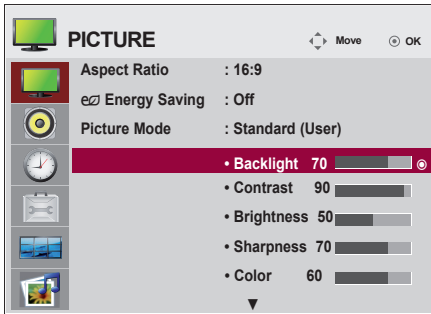 PICTURE
Move OK
Aspect Ratio : 16:9
Energy Saving : Off
Picture Mode : Standard (User)
• Backlight 70
• Contrast 90
• Brightness 50
• Sharpness 70
• Color 60
▼